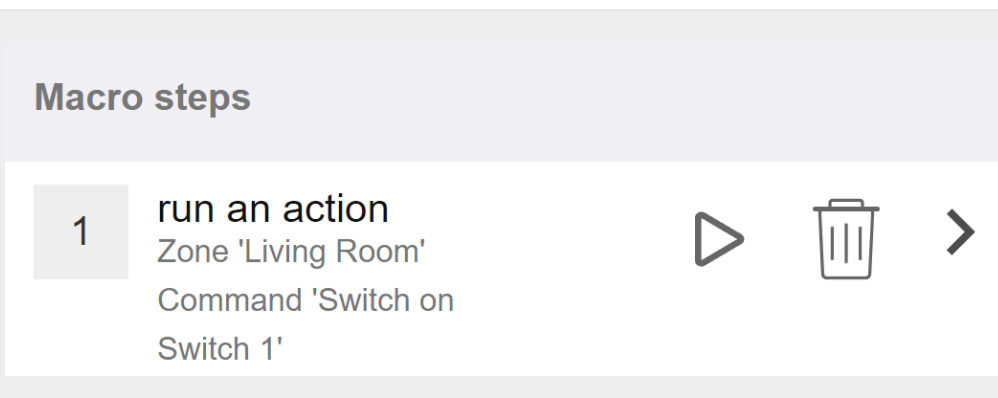 Macro steps
1
run an action
Zone 'Living Room'
Command 'Switch on
Switch 1'